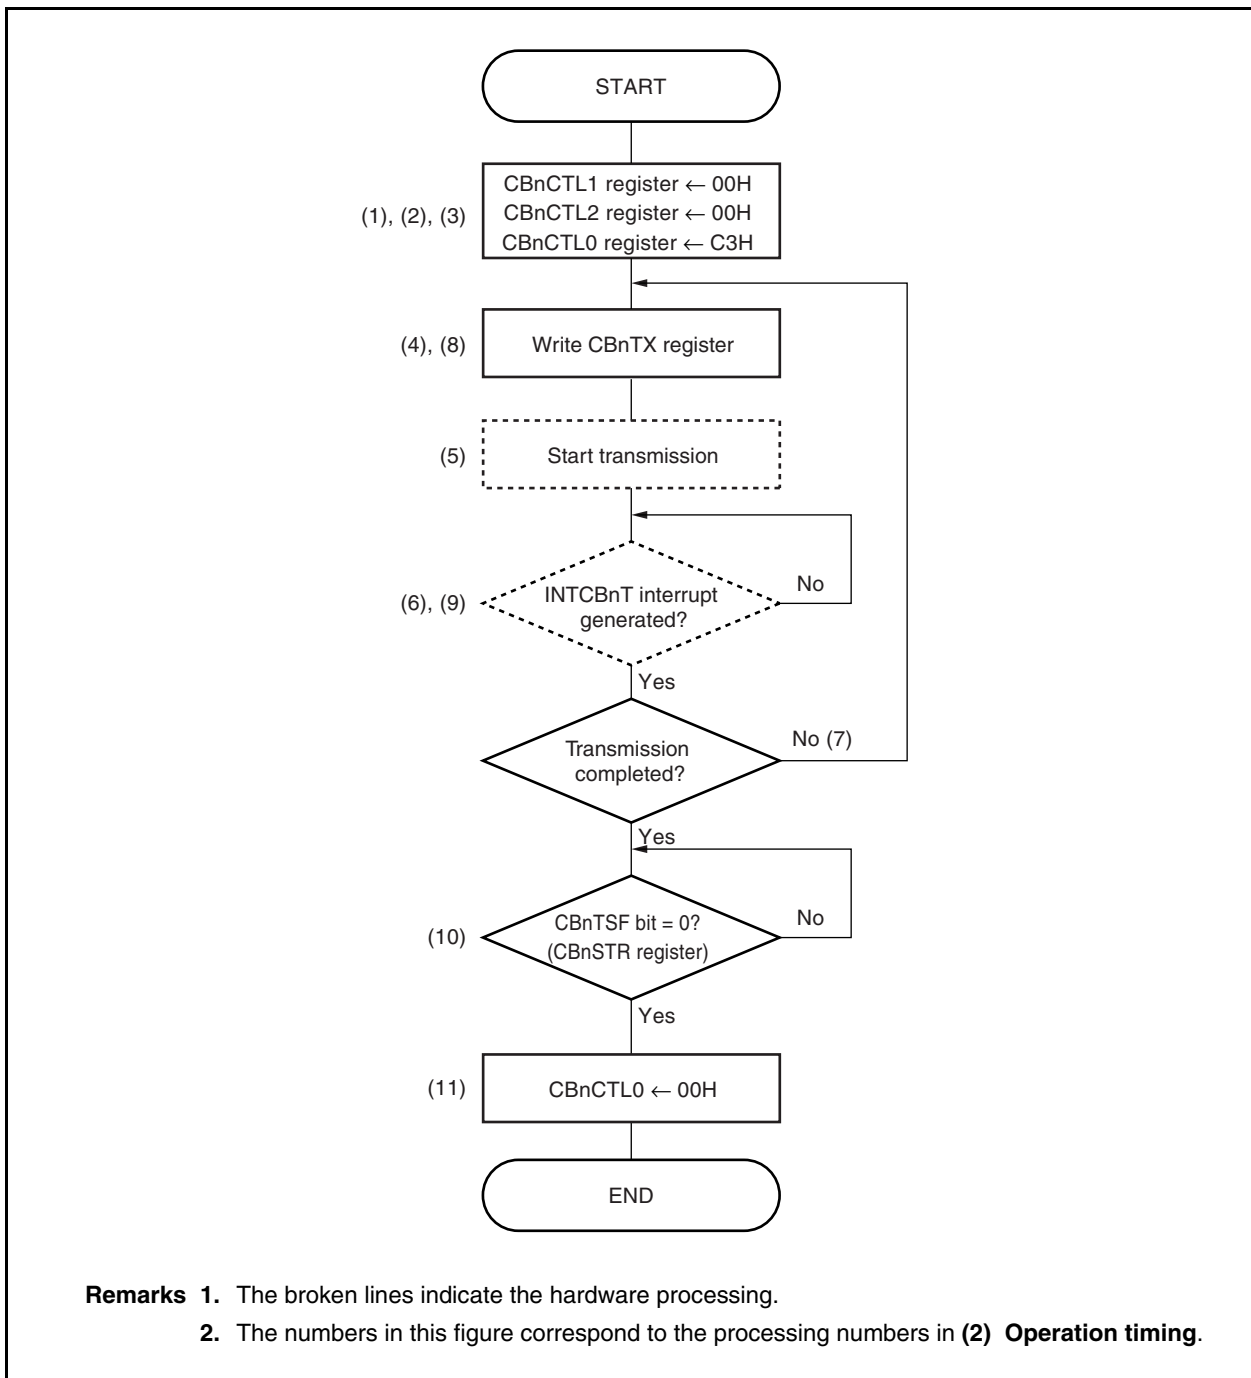 START
CBnCTL1 register ← 00H
CBnCTL2 register ← 00H
CBnCTL0 register ← C3H
(1), (2), (3)
Write CBnTX register
(4), (8)
Start transmission
(5)
INTCBnT interrupt
generated?
(6), (9)
No
Yes
Transmission
completed?
No (7)
Yes
CBnTSF bit = 0?
(CBnSTR register)
(10)
No
Yes
CBnCTL0 ← 00H
(11)
END
Remarks 1. The broken lines indicate the hardware processing.
2. The numbers in this figure correspond to the processing numbers in (2) Operation timing.